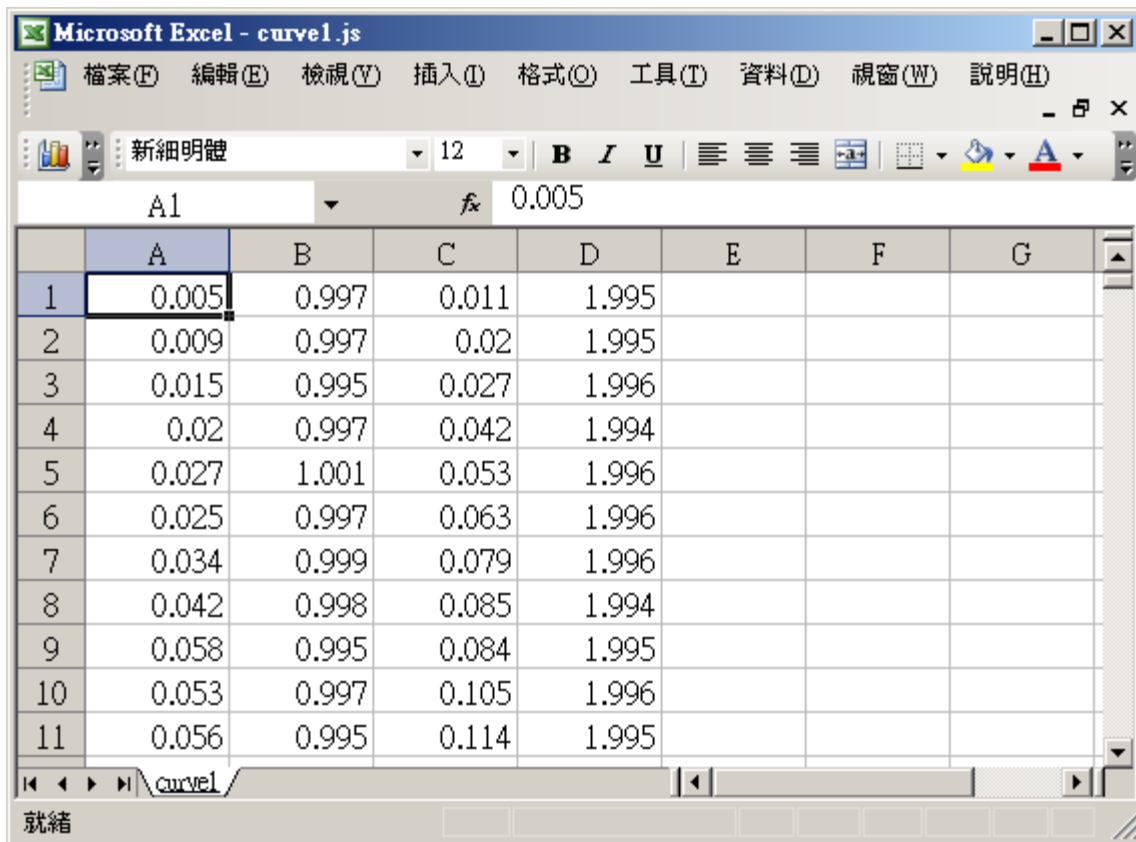 Microsoft Excel - curve1.js
檔案(F) 編輯(E) 檢視(V) 插入(I) 格式(O) 工具(T) 資料(D) 視窗(W) 說明(H)
新細明體 12 B I U A
A1 fx 0.005
A B C D E F G
1 0.005 0.997 0.011 1.995
2 0.009 0.997 0.02 1.995
3 0.015 0.995 0.027 1.996
4 0.02 0.997 0.042 1.994
5 0.027 1.001 0.053 1.996
6 0.025 0.997 0.063 1.996
7 0.034 0.999 0.079 1.996
8 0.042 0.998 0.085 1.994
9 0.058 0.995 0.084 1.995
10 0.053 0.997 0.105 1.996
11 0.056 0.995 0.114 1.995
curve1
就緒